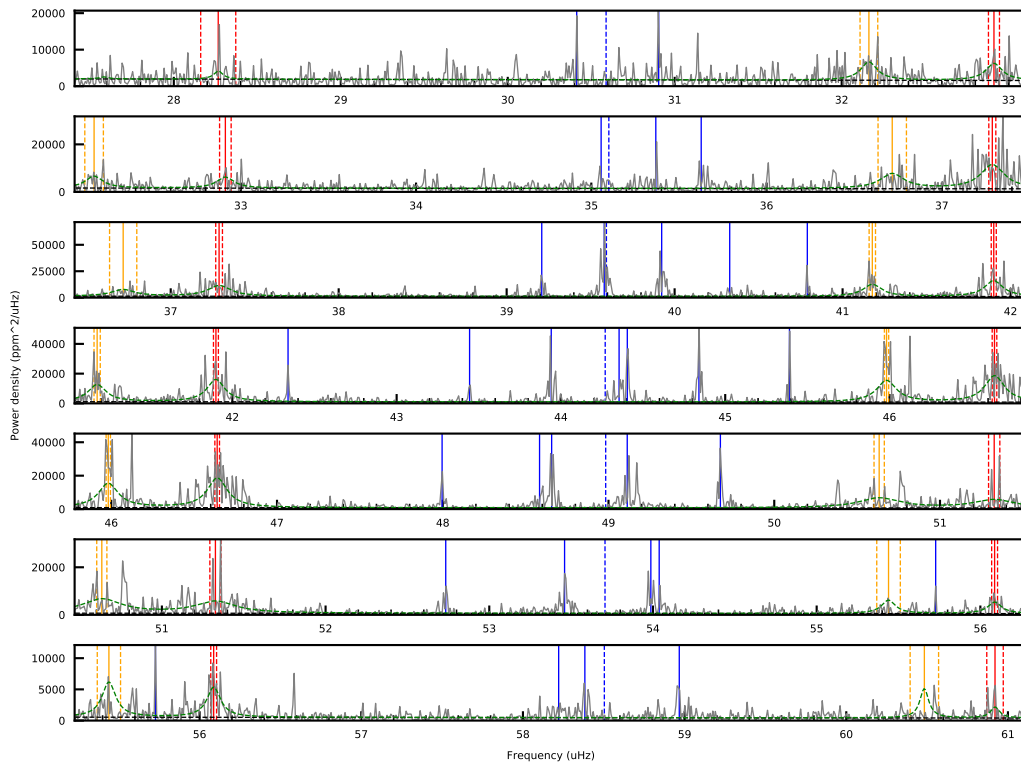 20000
10000
0
28 29 30 31 32 33
20000
0
33 34 35 36 37
50000
25000
0
37 38 39 40 41 42
Power density (ppm^2/uHz)
40000
20000
0
42 43 44 45 46
40000
20000
0
46 47 48 49 50 51
20000
0
51 52 53 54 55 56
10000
5000
0
56 57 58 59 60 61
Frequency (uHz)